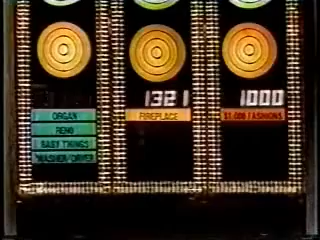 1321 1000
ORGAN FIREPLACE $1,000 FASHIONS
RENO
BABY THINGS
WASHER/DRYER